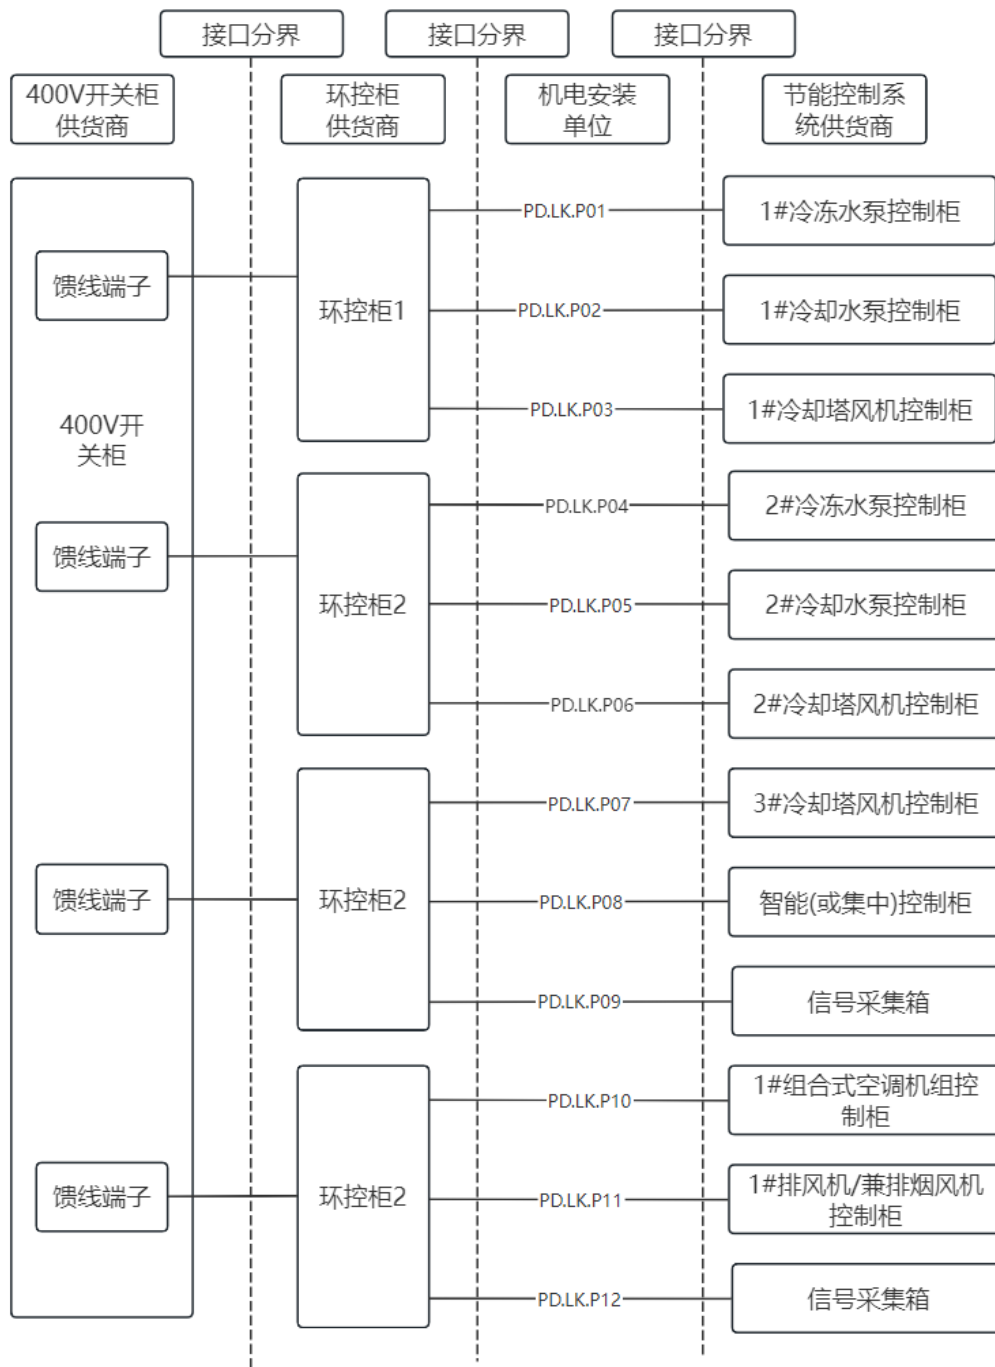 接口分界
接口分界
接口分界
400V开关柜
供货商
环控柜
供货商
机电安装
单位
节能控制系
统供货商
PD.LK.P01
1#冷冻水泵控制柜
馈线端子
环控柜1
PD.LK.P02
1#冷却水泵控制柜
PD.LK.P03
1#冷却塔风机控制柜
400V开
关柜
PD.LK.P04
2#冷冻水泵控制柜
馈线端子
环控柜2
PD.LK.P05
2#冷却水泵控制柜
PD.LK.P06
2#冷却塔风机控制柜
PD.LK.P07
3#冷却塔风机控制柜
馈线端子
环控柜2
PD.LK.P08
智能(或集中)控制柜
PD.LK.P09
信号采集箱
PD.LK.P10
1#组合式空调机组控
制柜
馈线端子
环控柜2
PD.LK.P11
1#排风机/兼排烟风机
控制柜
PD.LK.P12
信号采集箱